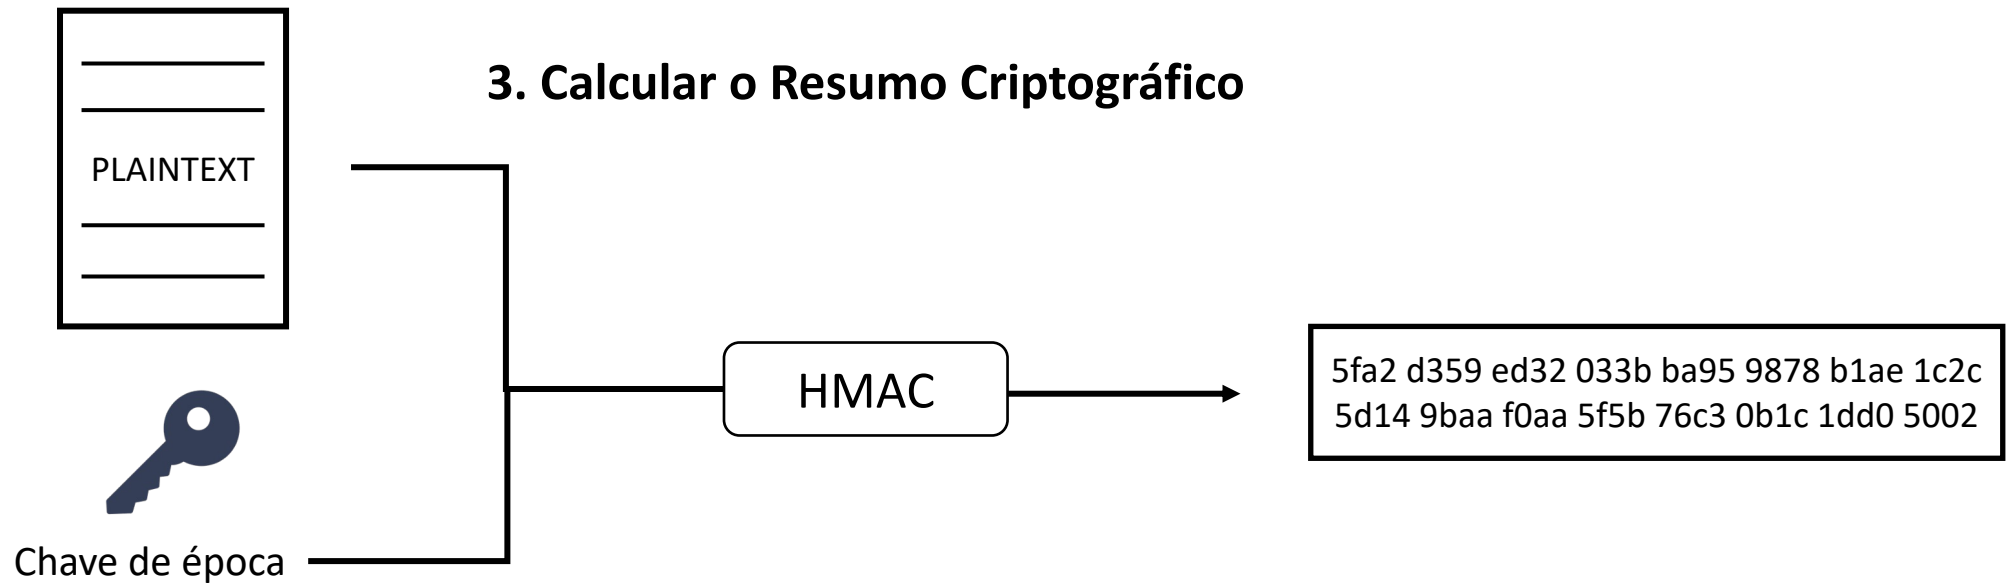 3. Calcular o Resumo Criptográfico
PLAINTEXT
HMAC
5fa2 d359 ed32 033b ba95 9878 b1ae 1c2c
5d14 9baa f0aa 5f5b 76c3 0b1c 1dd0 5002
Chave de época